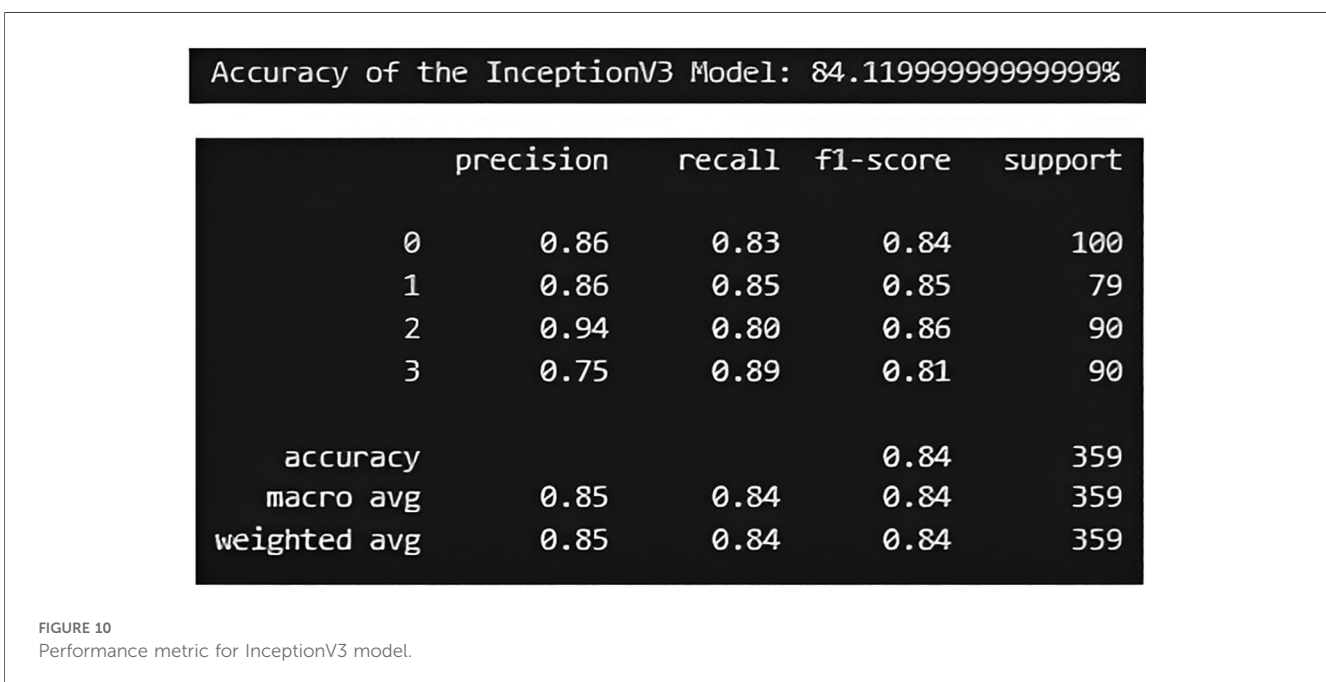 Accuracy of the InceptionV3 Model: 84.11999999999999%
precision recall f1-score support
0 0.86 0.83 0.84 100
1 0.86 0.85 0.85 79
2 0.94 0.80 0.86 90
3 0.75 0.89 0.81 90
accuracy 0.84 359
macro avg 0.85 0.84 0.84 359
weighted avg 0.85 0.84 0.84 359
FIGURE 10
Performance metric for InceptionV3 model.